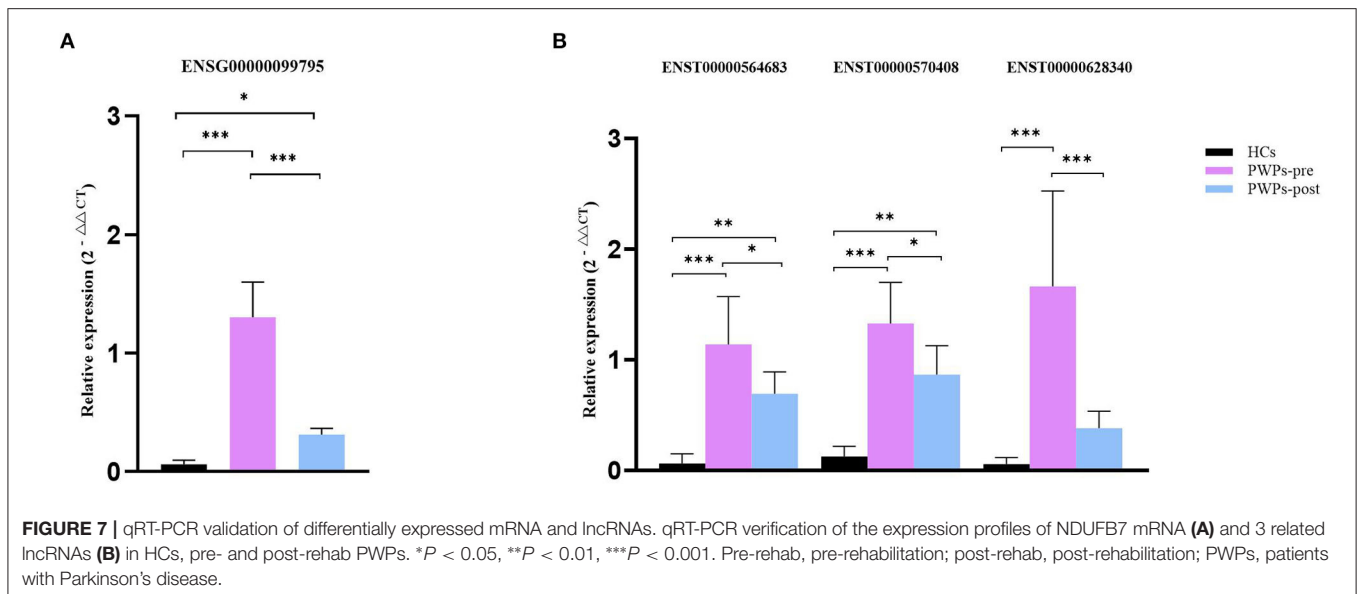 A
ENSG00000099795
Relative expression (2 - △△CT)
3
2
1
0
*
***
***
B
ENST00000564683
ENST00000570408
ENST00000628340
Relative expression (2 - △△CT)
3
2
1
0
**
***
*
**
***
*
***
***
HCs
PWPs-pre
PWPs-post
FIGURE 7 | qRT-PCR validation of differentially expressed mRNA and lncRNAs. qRT-PCR verification of the expression profiles of NDUFB7 mRNA (A) and 3 related
lncRNAs (B) in HCs, pre- and post-rehab PWPs. *P < 0.05, **P < 0.01, ***P < 0.001. Pre-rehab, pre-rehabilitation; post-rehab, post-rehabilitation; PWPs, patients
with Parkinson's disease.